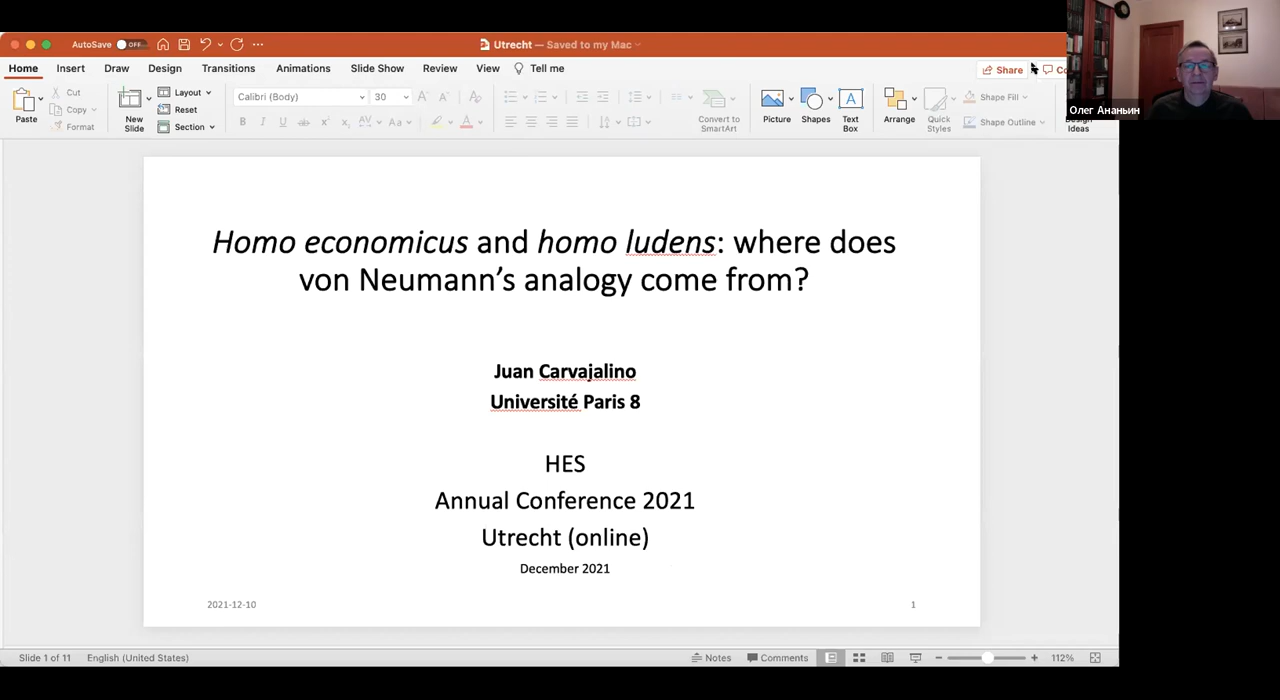 AutoSave OFF
Utrecht — Saved to my Mac
Home Insert Draw Design Transitions Animations Slide Show Review View Tell me
Share Co
Paste
Cut
Copy
Format
New
Slide
Layout
Reset
Section
Calibri (Body) 30
Convert to
SmartArt
Picture
Shapes
Text
Box
Arrange
Quick
Styles
Shape Fill
Shape Outline
Design
Ideas
Олег Ананьин
Homo economicus and homo ludens: where does
von Neumann’s analogy come from?
Juan Carvajalino
Université Paris 8
HES
Annual Conference 2021
Utrecht (online)
December 2021
2021-12-10
1
Slide 1 of 11 English (United States) Notes Comments 112%